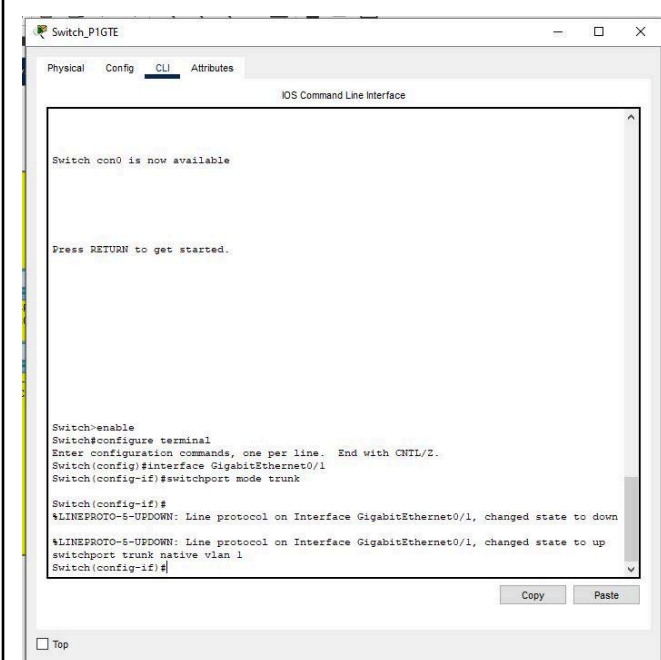 Switch_P1GTE
Physical Config CLI Attributes
IOS Command Line Interface
Switch con0 is now available
Press RETURN to get started.
Switch>enable
Switch#configure terminal
Enter configuration commands, one per line. End with CNTL/Z.
Switch(config)#interface GigabitEthernet0/1
Switch(config-if)#switchport mode trunk
Switch(config-if)#
%LINEPROTO-5-UPDOWN: Line protocol on Interface GigabitEthernet0/1, changed state to down
%LINEPROTO-5-UPDOWN: Line protocol on Interface GigabitEthernet0/1, changed state to up
switchport trunk native vlan 1
Switch(config-if)#
Copy Paste
Top